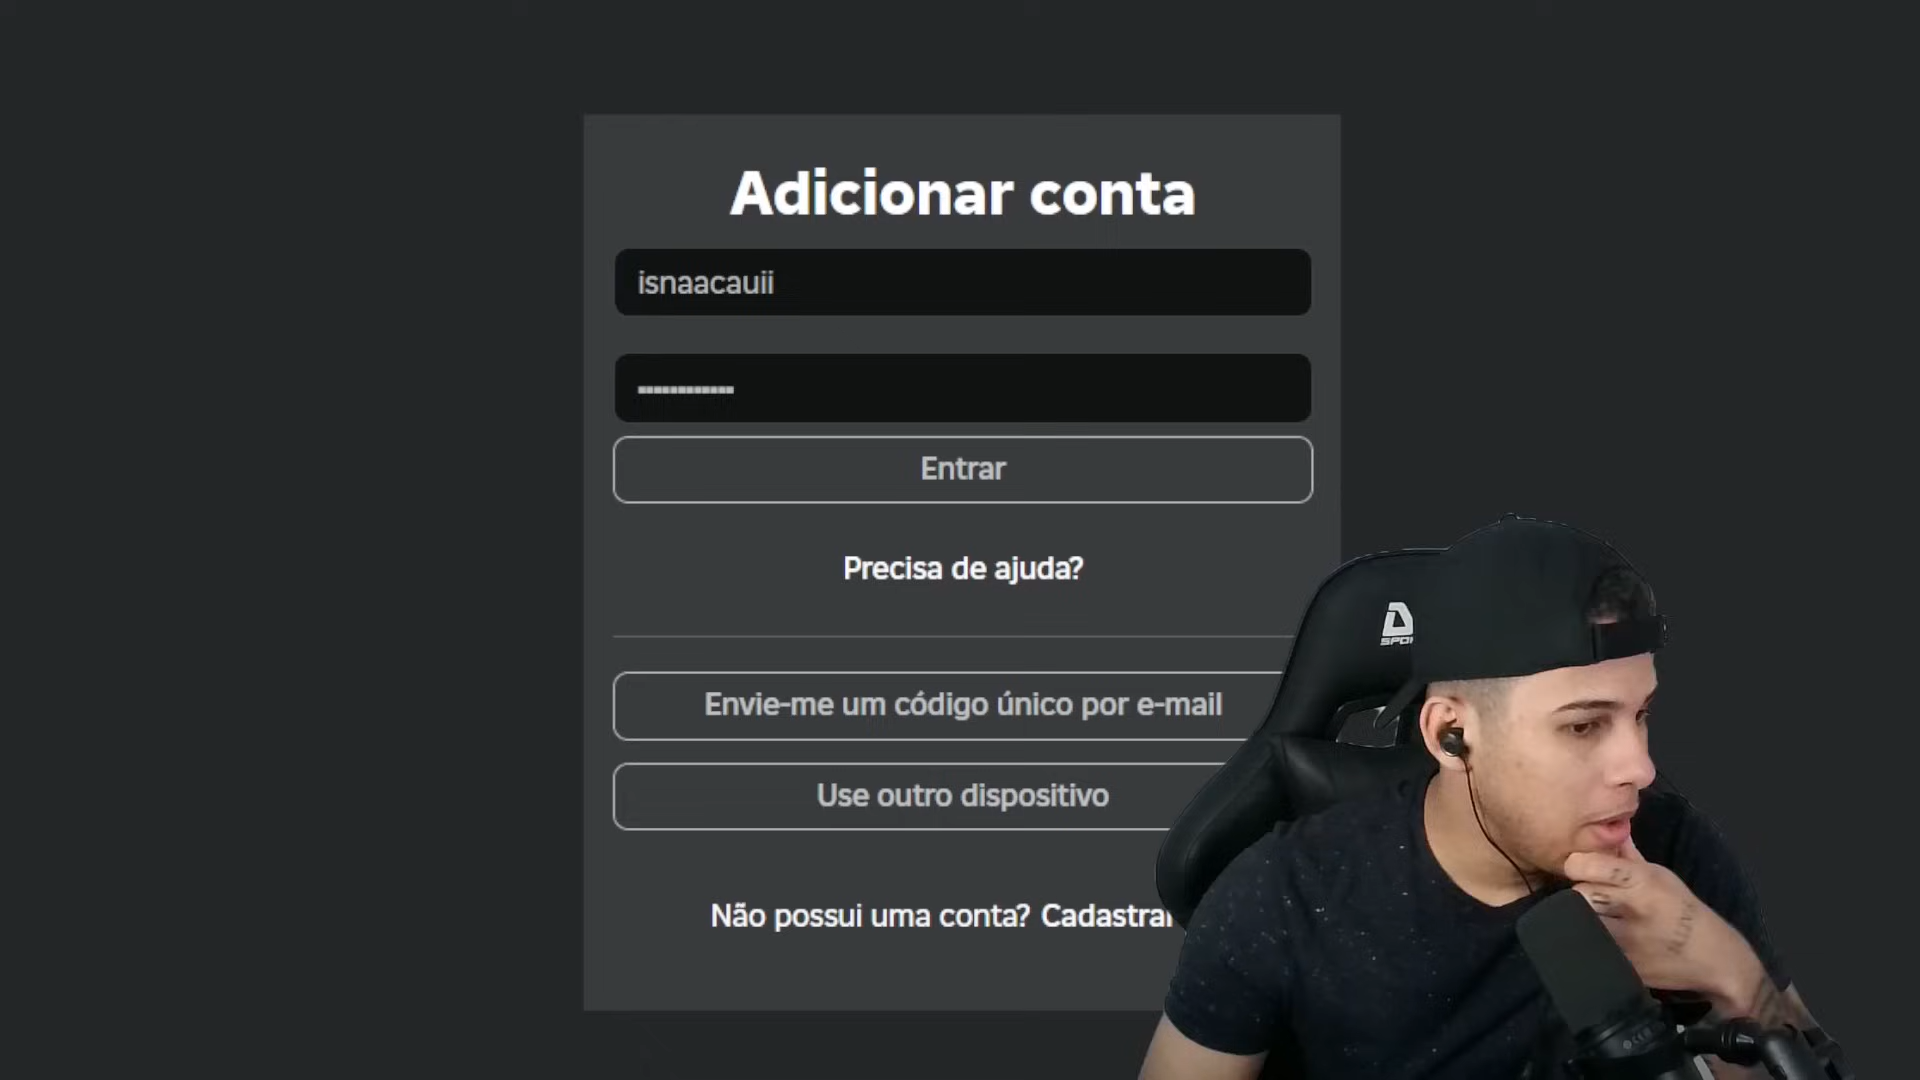 Adicionar conta
isnaacauii
Entrar
Precisa de ajuda?
Envie-me um código único por e-mail
Use outro dispositivo
Não possui uma conta? Cadastrar